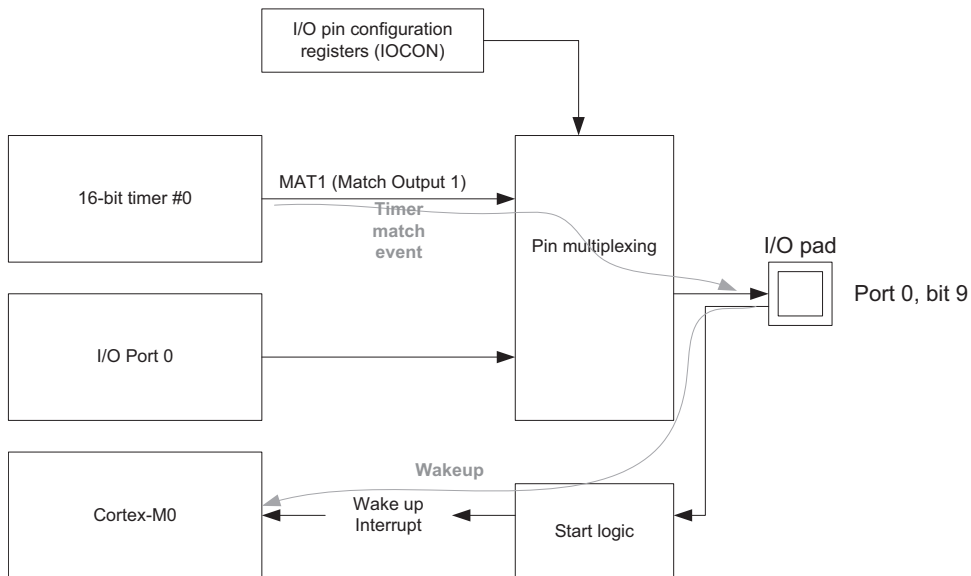 I/O pin configuration
registers (IOCON)
16-bit timer #0
MAT1 (Match Output 1)
Timer
match
event
Pin multiplexing
I/O pad
Port 0, bit 9
I/O Port 0
Wakeup
Cortex-M0
Wake up
Interrupt
Start logic